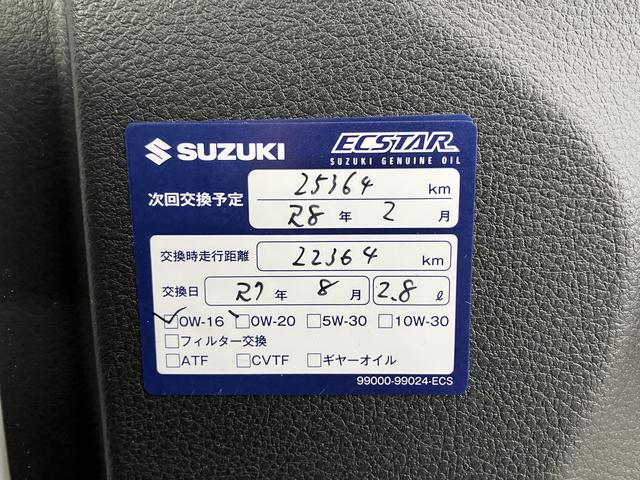 SUZUKI ECSTAR
SUZUKI GENUINE OIL
次回交換予定 25364 km
R8 年 2 月
交換時走行距離 22364 km
交換日 R7 年 8 月 2.8 ℓ
☑0W-16 □0W-20 □5W-30 □10W-30
□フィルター交換
□ATF □CVTF □ギヤーオイル
99000-99024-ECS